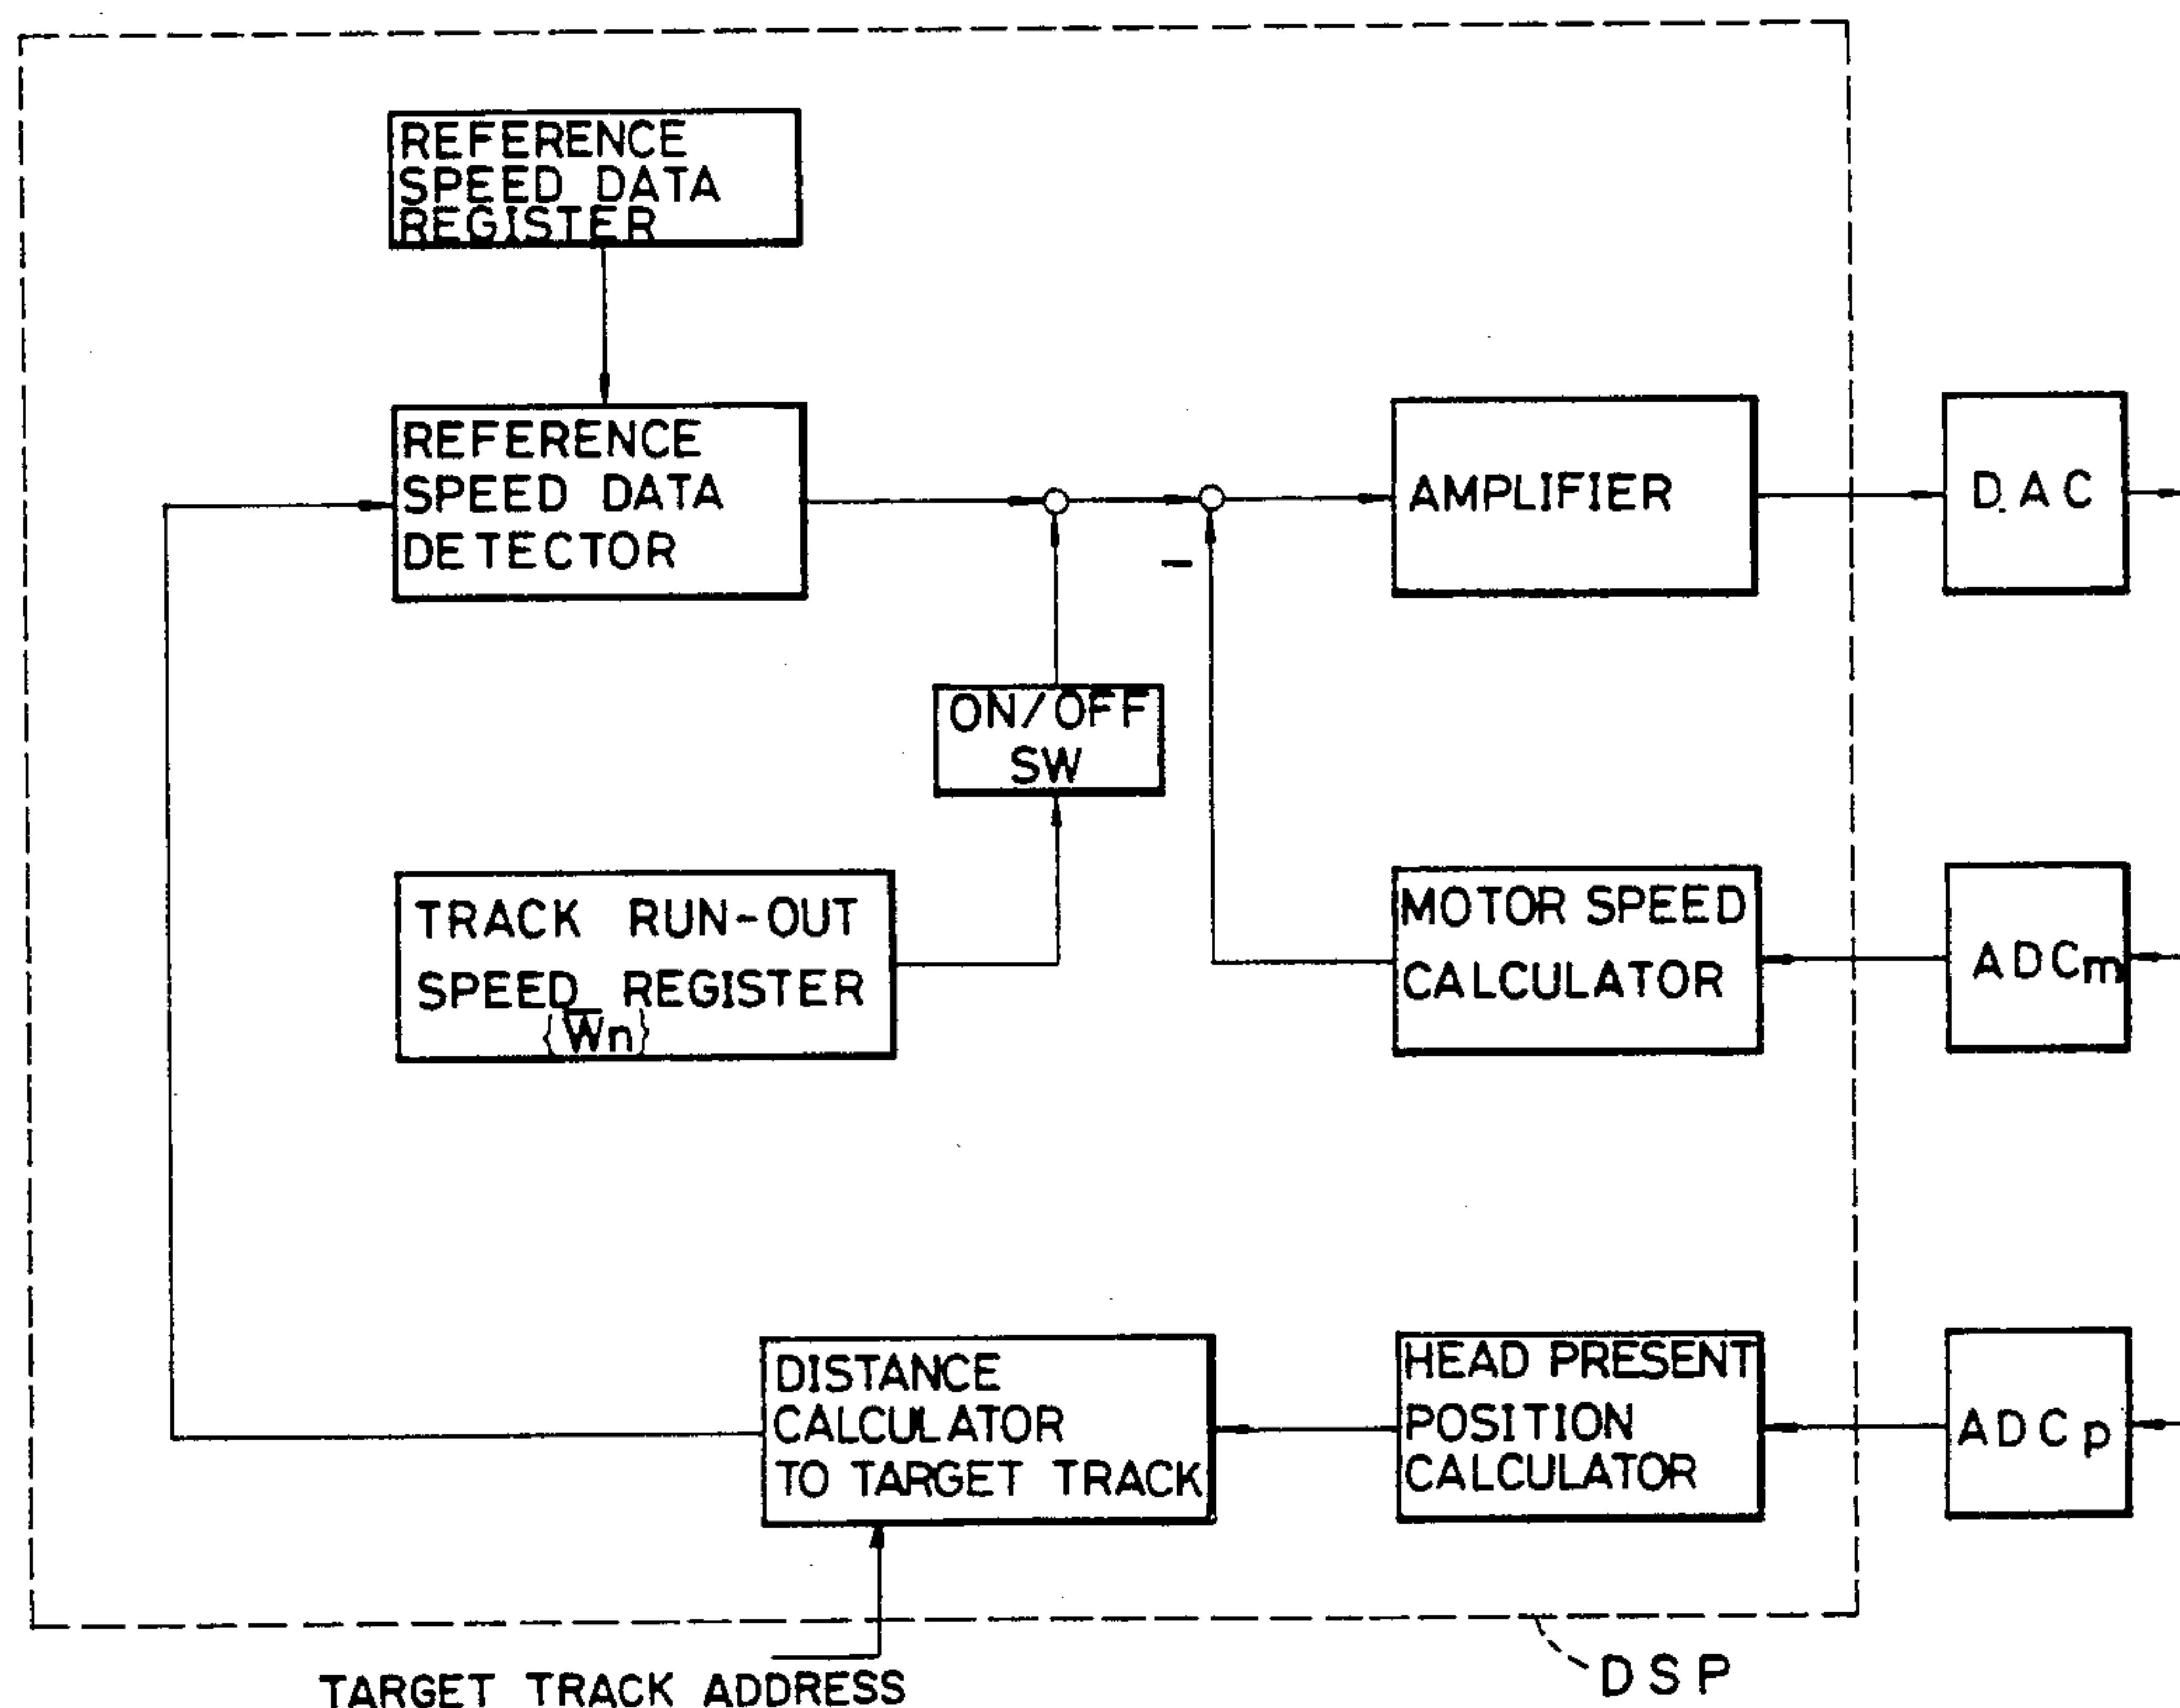 REFERENCE
SPEED DATA
REGISTER
REFERENCE
SPEED DATA
DETECTOR
AMPLIFIER
DAC
ON/OFF
SW
-
TRACK RUN-OUT
SPEED REGISTER
{W̅n}
MOTOR SPEED
CALCULATOR
ADCm
DISTANCE
CALCULATOR
TO TARGET TRACK
HEAD PRESENT
POSITION
CALCULATOR
ADCp
TARGET TRACK ADDRESS
DSP